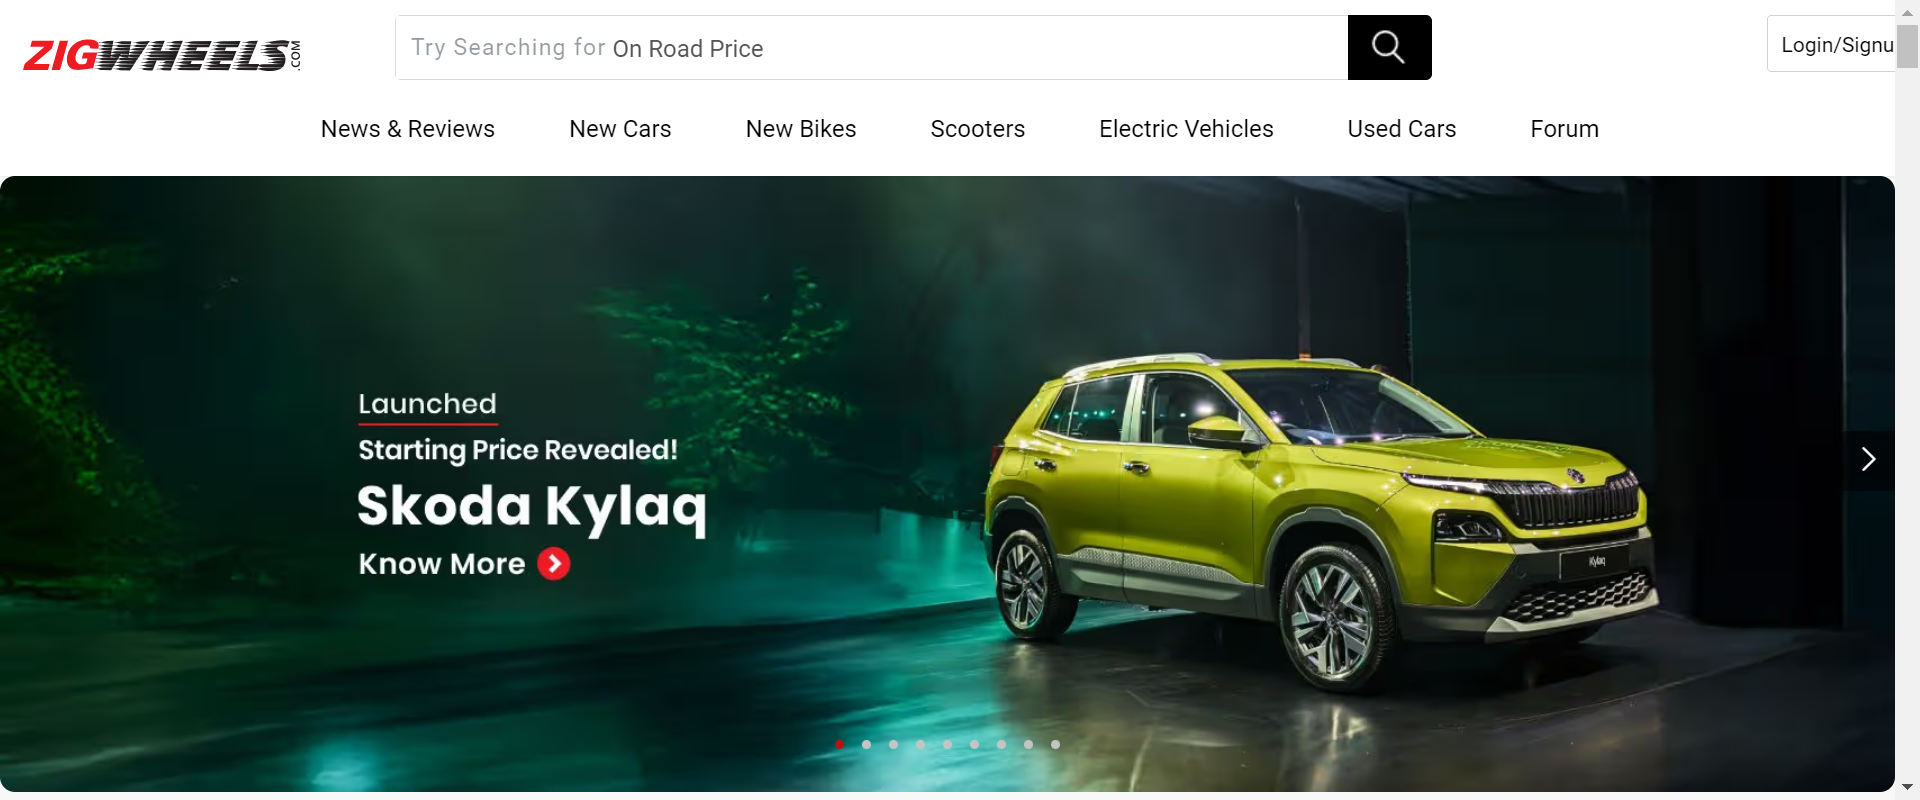 ZIGWHEELS.COM
Try Searching for On Road Price
Login/Signu
News & Reviews
New Cars
New Bikes
Scooters
Electric Vehicles
Used Cars
Forum
Launched
Starting Price Revealed!
Skoda Kylaq
Know More
Kylaq